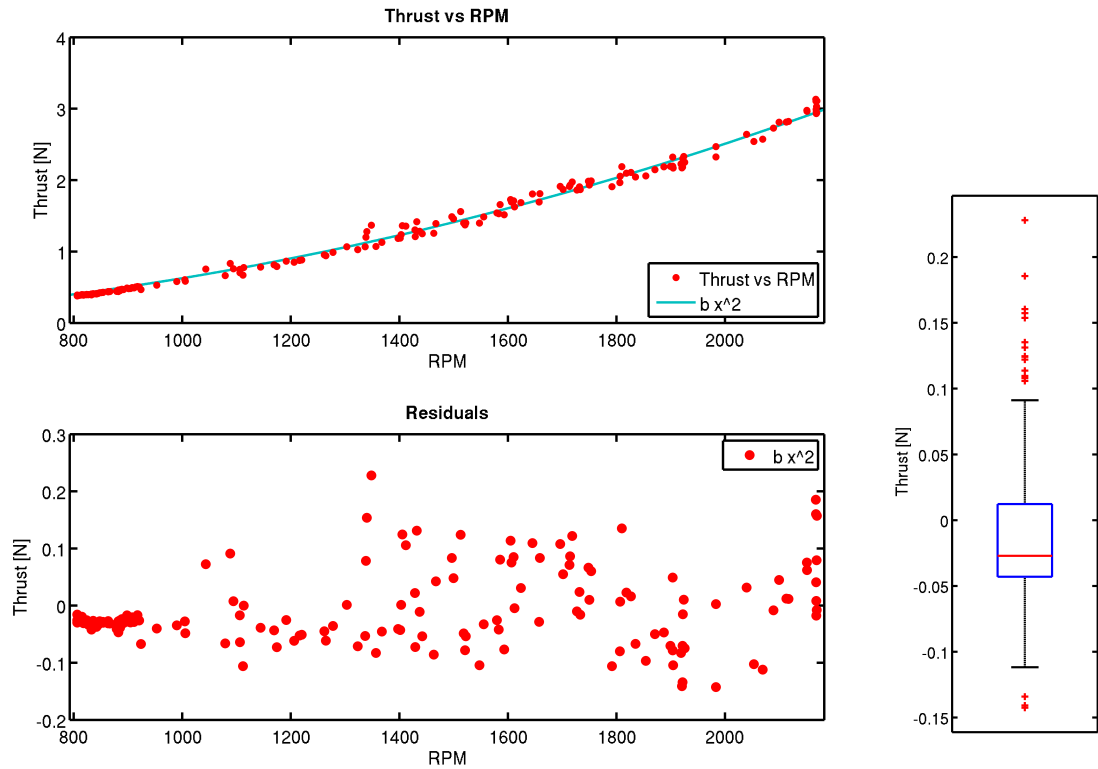 Thrust vs RPM
4
3
2
1
0
Thrust [N]
800 1000 1200 1400 1600 1800 2000
RPM
Thrust vs RPM
b x^2
Residuals
0.3
0.2
0.1
0
-0.1
-0.2
Thrust [N]
800 1000 1200 1400 1600 1800 2000
RPM
b x^2
0.2
0.15
0.1
0.05
0
-0.05
-0.1
-0.15
Thrust [N]